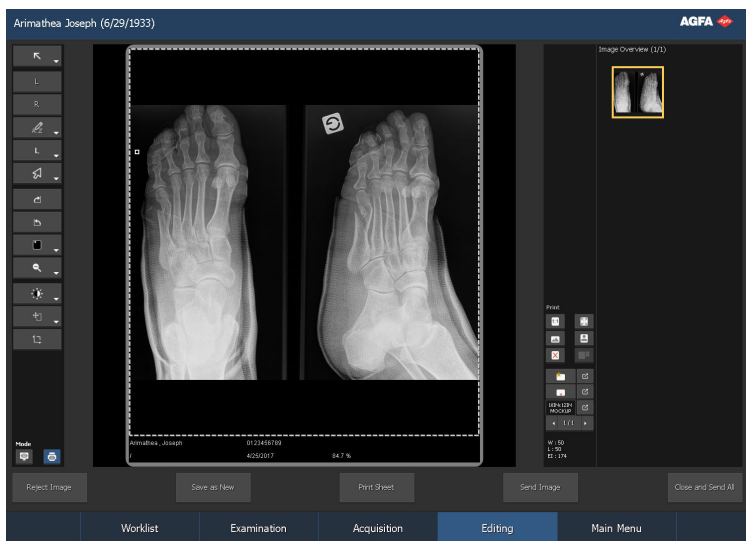 Arimathea Joseph (6/29/1933)
AGFA
Image Overview (1/1)
L
R
L
Print
1:1
10IN x 12IN
MOCKUP
1/1
W : 50
L : 50
EI : 174
Arimathea , Joseph 0123456789
/ 4/25/2017 84.7 %
Mode
Reject Image
Save as New
Print Sheet
Send Image
Close and Send All
Worklist
Examination
Acquisition
Editing
Main Menu